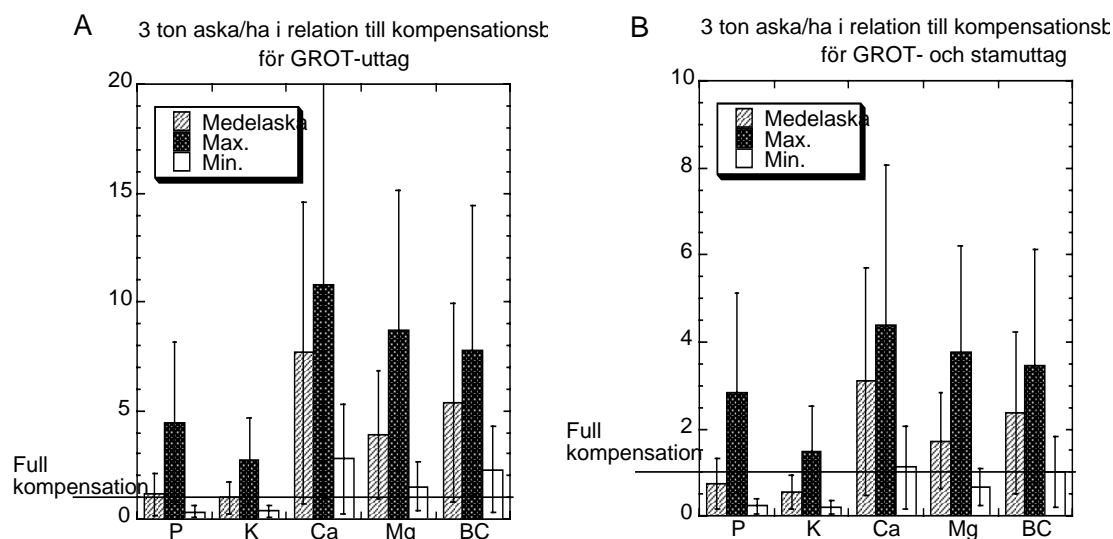 A
3 ton aska/ha i relation till kompensationsb
för GROT-uttag
20
15
10
5
0
Medelaska
Max.
Min.
Full
kompensation
P K Ca Mg BC
B
3 ton aska/ha i relation till kompensationsb
för GROT- och stamuttag
10
8
6
4
2
0
Medelaska
Max.
Min.
Full
kompensation
P K Ca Mg BC